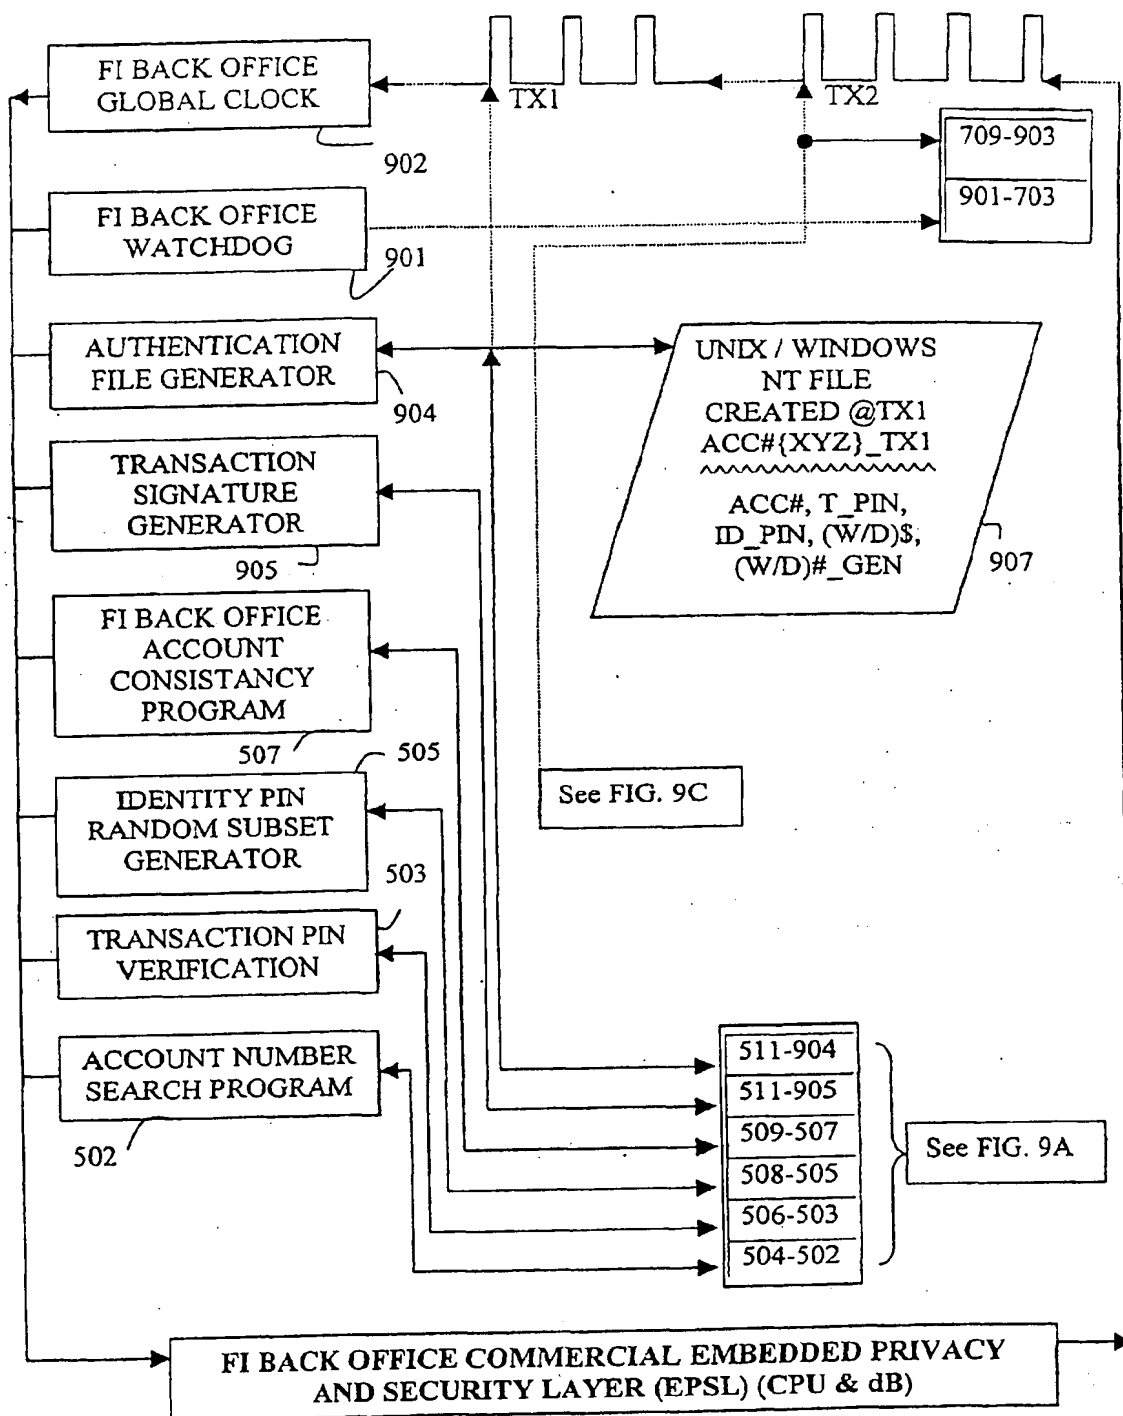 FI BACK OFFICE
GLOBAL CLOCK
902
TX1
TX2
709-903
901-703
FI BACK OFFICE
WATCHDOG
901
AUTHENTICATION
FILE GENERATOR
904
UNIX / WINDOWS
NT FILE
CREATED @TX1
ACC#{XYZ}_TX1
ACC#, T_PIN,
ID_PIN, (W/D)$,
(W/D)#_GEN
907
TRANSACTION
SIGNATURE
GENERATOR
905
FI BACK OFFICE
ACCOUNT
CONSISTANCY
PROGRAM
507
505
IDENTITY PIN
RANDOM SUBSET
GENERATOR
See FIG. 9C
503
TRANSACTION PIN
VERIFICATION
ACCOUNT NUMBER
SEARCH PROGRAM
502
511-904
511-905
509-507
508-505
506-503
504-502
See FIG. 9A
FI BACK OFFICE COMMERCIAL EMBEDDED PRIVACY
AND SECURITY LAYER (EPSL) (CPU & dB)